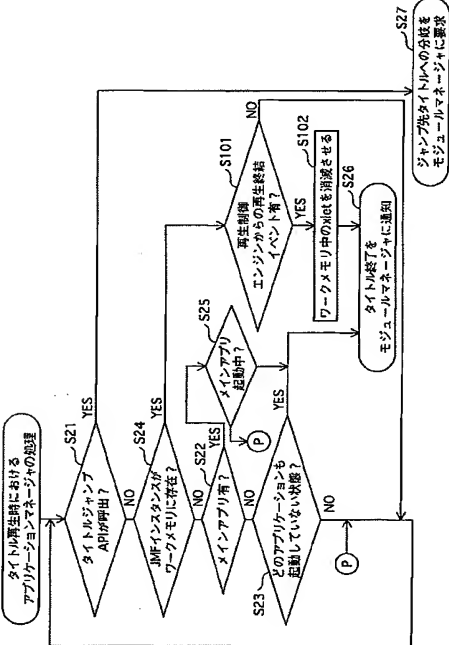 タイトル再生時における
アプリケーションマネージャの処理
S21
タイトルジャンプ
APIが呼出？
YES
NO
S24
JMFインスタンスが
ワークメモリに存在？
YES
NO
S22
メインアプリ有？
YES
NO
S25
メインアプリ
起動中？
P
S23
どのアプリケーションも
起動していない状態？
YES
NO
P
S101
再生制御
エンジンからの再生終結
イベント有？
NO
YES
S102
ワークメモリ中のxletを消滅させる
S26
タイトル終了を
モジュールマネージャに通知
S27
ジャンプ先タイトルへの分岐を
モジュールマネージャに要求